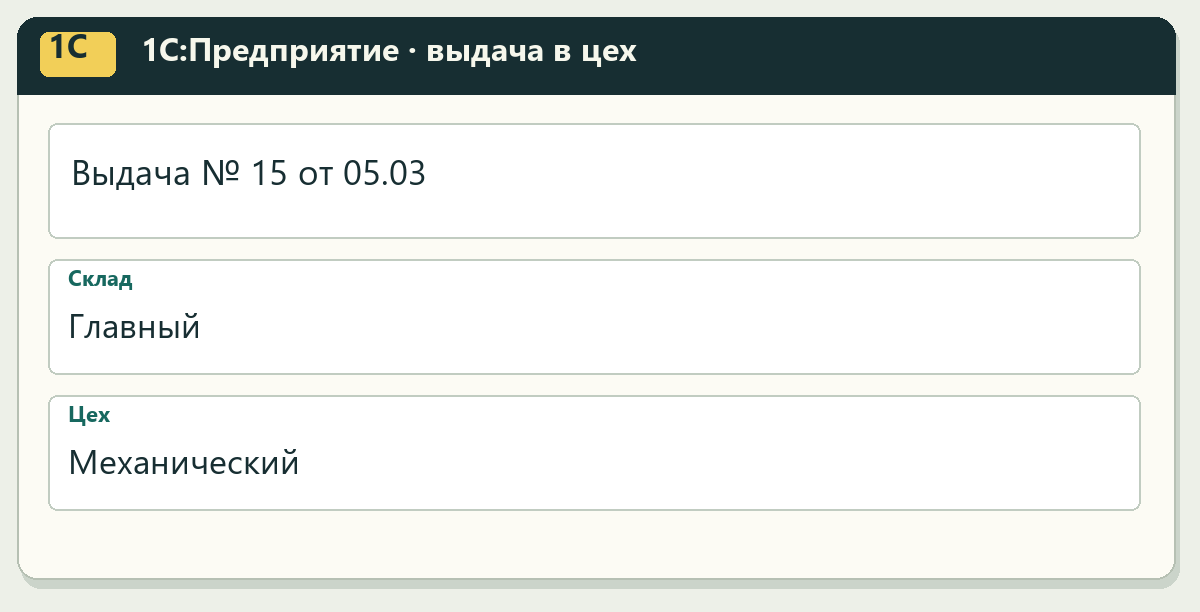 1С
1С:Предприятие · выдача в цех
Выдача № 15 от 05.03
Склад
Главный
Цех
Механический